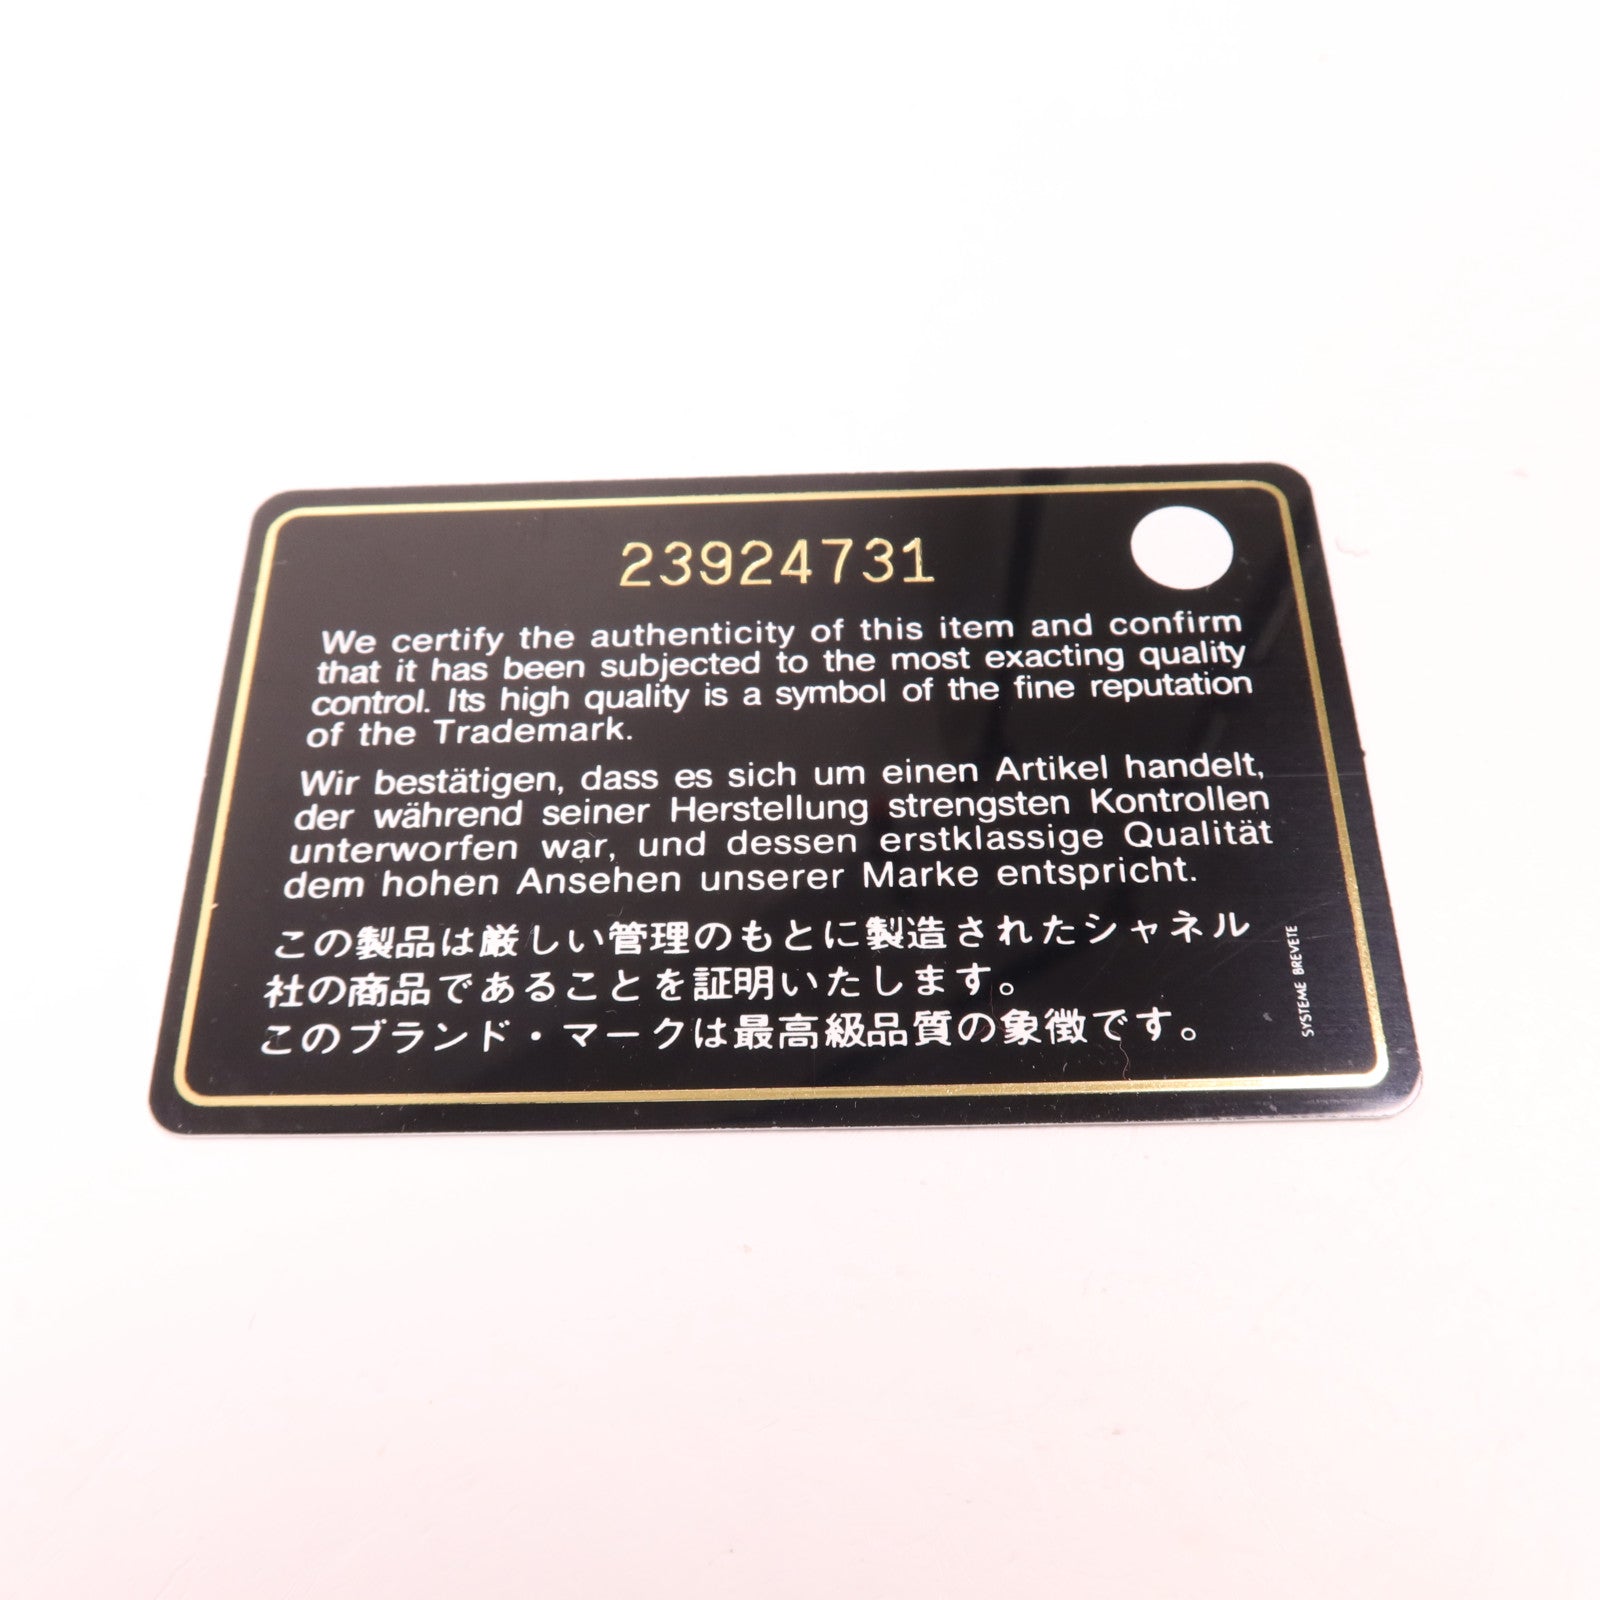 23924731
We certify the authenticity of this item and confirm
that it has been subjected to the most exacting quality
control. Its high quality is a symbol of the fine reputation
of the Trademark.
Wir bestätigen, dass es sich um einen Artikel handelt,
der während seiner Herstellung strengsten Kontrollen
unterworfen war, und dessen erstklassige Qualität
dem hohen Ansehen unserer Marke entspricht.
この製品は厳しい管理のもとに製造されたシャネル
社の商品であることを証明いたします。
このブランド・マークは最高級品質の象徴です。
SYSTEME BREVETE